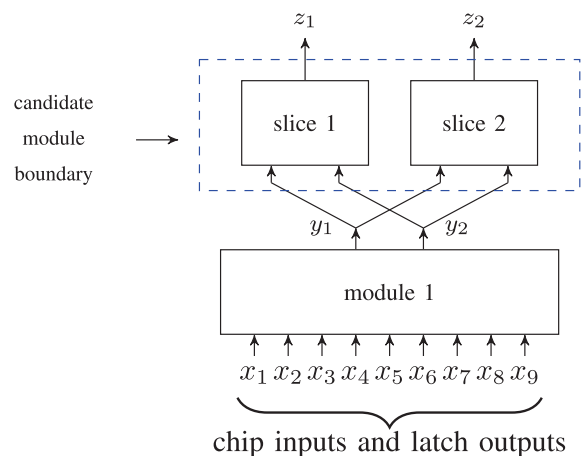 z1 z2
candidate
module
boundary
slice 1 slice 2
y1 y2
module 1
x1 x2 x3 x4 x5 x6 x7 x8 x9
chip inputs and latch outputs